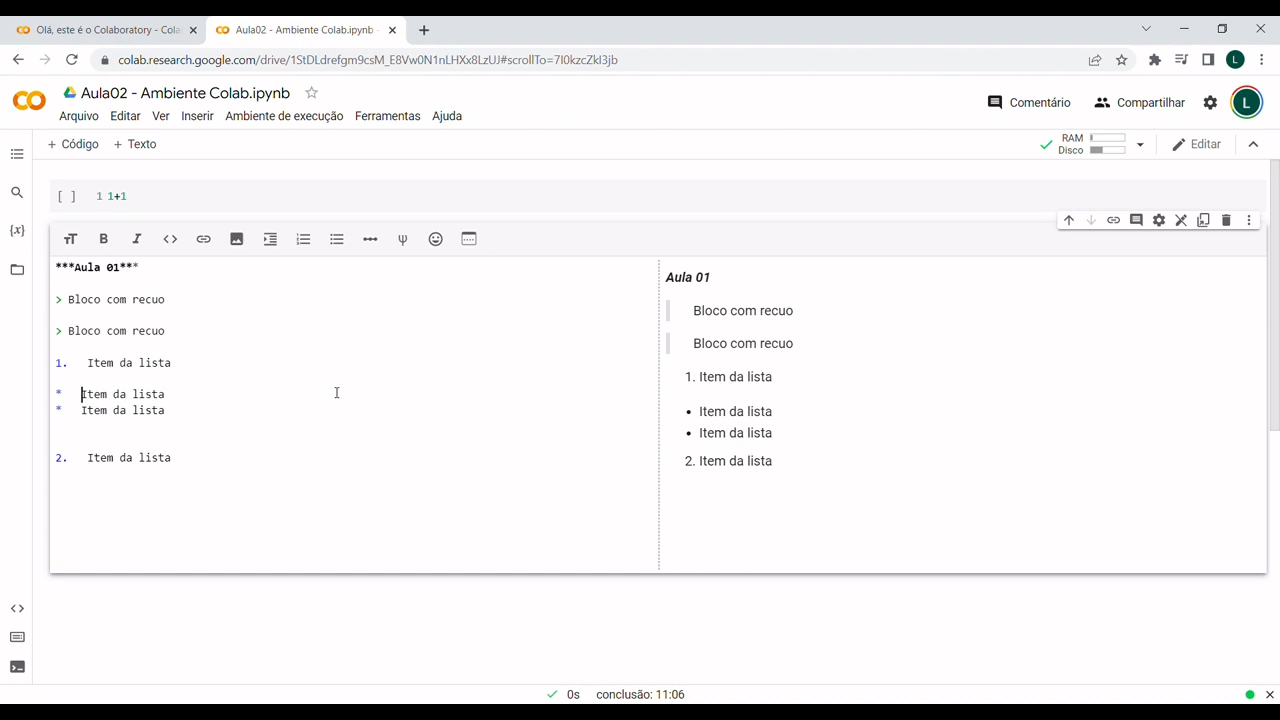 Olá, este é o Colaboratory - Cola
Aula02 - Ambiente Colab.ipynb -
colab.research.google.com/drive/1StDLdrefgm9csM_E8Vw0N1nLHXx8ErUJ#scrollTo=7I0kzcZkI3jb
L
Aula02 - Ambiente Colab.ipynb
Arquivo Editar Ver Inserir Ambiente de execução Ferramentas Ajuda
Comentário Compartilhar L
+ Código + Texto
RAM
Disco
Editar
{x}
[ ] 1 1+1
***Aula 01***
> Bloco com recuo
> Bloco com recuo
1. Item da lista
* Item da lista
* Item da lista
2. Item da lista
Aula 01
Bloco com recuo
Bloco com recuo
1. Item da lista
• Item da lista
• Item da lista
2. Item da lista
0s conclusão: 11:06